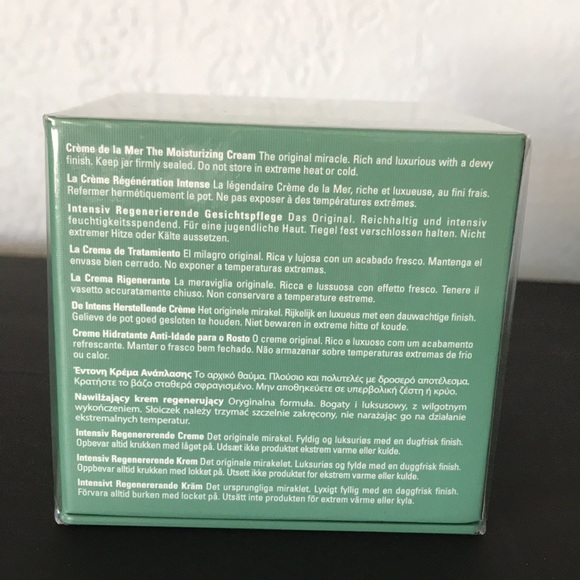 Crème de la Mer The Moisturizing Cream The original miracle. Rich and luxurious with a dewy
finish. Keep jar firmly sealed. Do not store in extreme heat or cold.
La Crème Régénération Intense La légendaire Crème de la Mer, riche et luxueuse, au fini frais.
Refermer hermétiquement le pot. Ne pas exposer à des températures extrêmes.
Intensiv Regenerierende Gesichtspflege Das Original. Reichhaltig und intensiv
feuchtigkeitsspendend. Für eine jugendliche Haut. Tiegel fest verschlossen halten. Nicht
extremer Hitze oder Kälte aussetzen.
La Crema de Tratamiento El milagro original. Rica y lujosa con un acabado fresco. Mantenga el
envase bien cerrado. No exponer a temperaturas extremas.
La Crema Rigenerante La meraviglia originale. Ricca e lussuosa con effetto fresco. Tenere il
vasetto accuratamente chiuso. Non conservare a temperature estreme.
De Intens Herstellende Crème Het originele mirakel. Rijkelijk en luxueus met een dauwachtige finish.
Gelieve de pot goed gesloten te houden. Niet bewaren in extreme hitte of koude.
Creme Hidratante Anti-Idade para o Rosto O creme original. Rico e luxuoso com um acabamento
refrescante. Manter o frasco bem fechado. Não armazenar sobre temperaturas extremas de frio
ou calor.
Έντονη Κρέμα Ανάπλασης Το αρχικό θαύμα. Πλούσιο και πολυτελές με δροσερό αποτέλεσμα.
Κρατήστε το βάζο σταθερά σφραγισμένο. Μην αποθηκεύετε σε υπερβολική ζέστη ή κρύο.
Nawilżający krem regenerujący Oryginalna formuła. Bogaty i luksusowy, z wilgotnym
wykończeniem. Słoiczek należy trzymać szczelnie zakręcony, nie narażając go na działanie
ekstremalnych temperatur.
Intensiv Regenererende Creme Det originale mirakel. Fyldig og luksuriøs med en dugfrisk finish.
Opbevar altid krukken med låget på. Udsæt ikke produktet ekstrem varme eller kulde.
Intensiv Regenererende Krem Det originale mirakelet. Luksuriøs og fylde med en duggfrisk finish.
Oppbevar alltid krukken med lokket på. Utsett ikke produktet for ekstrem varme eller kulde.
Intensivt Regenererande Kräm Det ursprungliga miraklet. Lyxigt fyllig med en daggfrisk finish.
Förvara alltid burken med locket på. Utsätt inte produkten för extrem värme eller kyla.